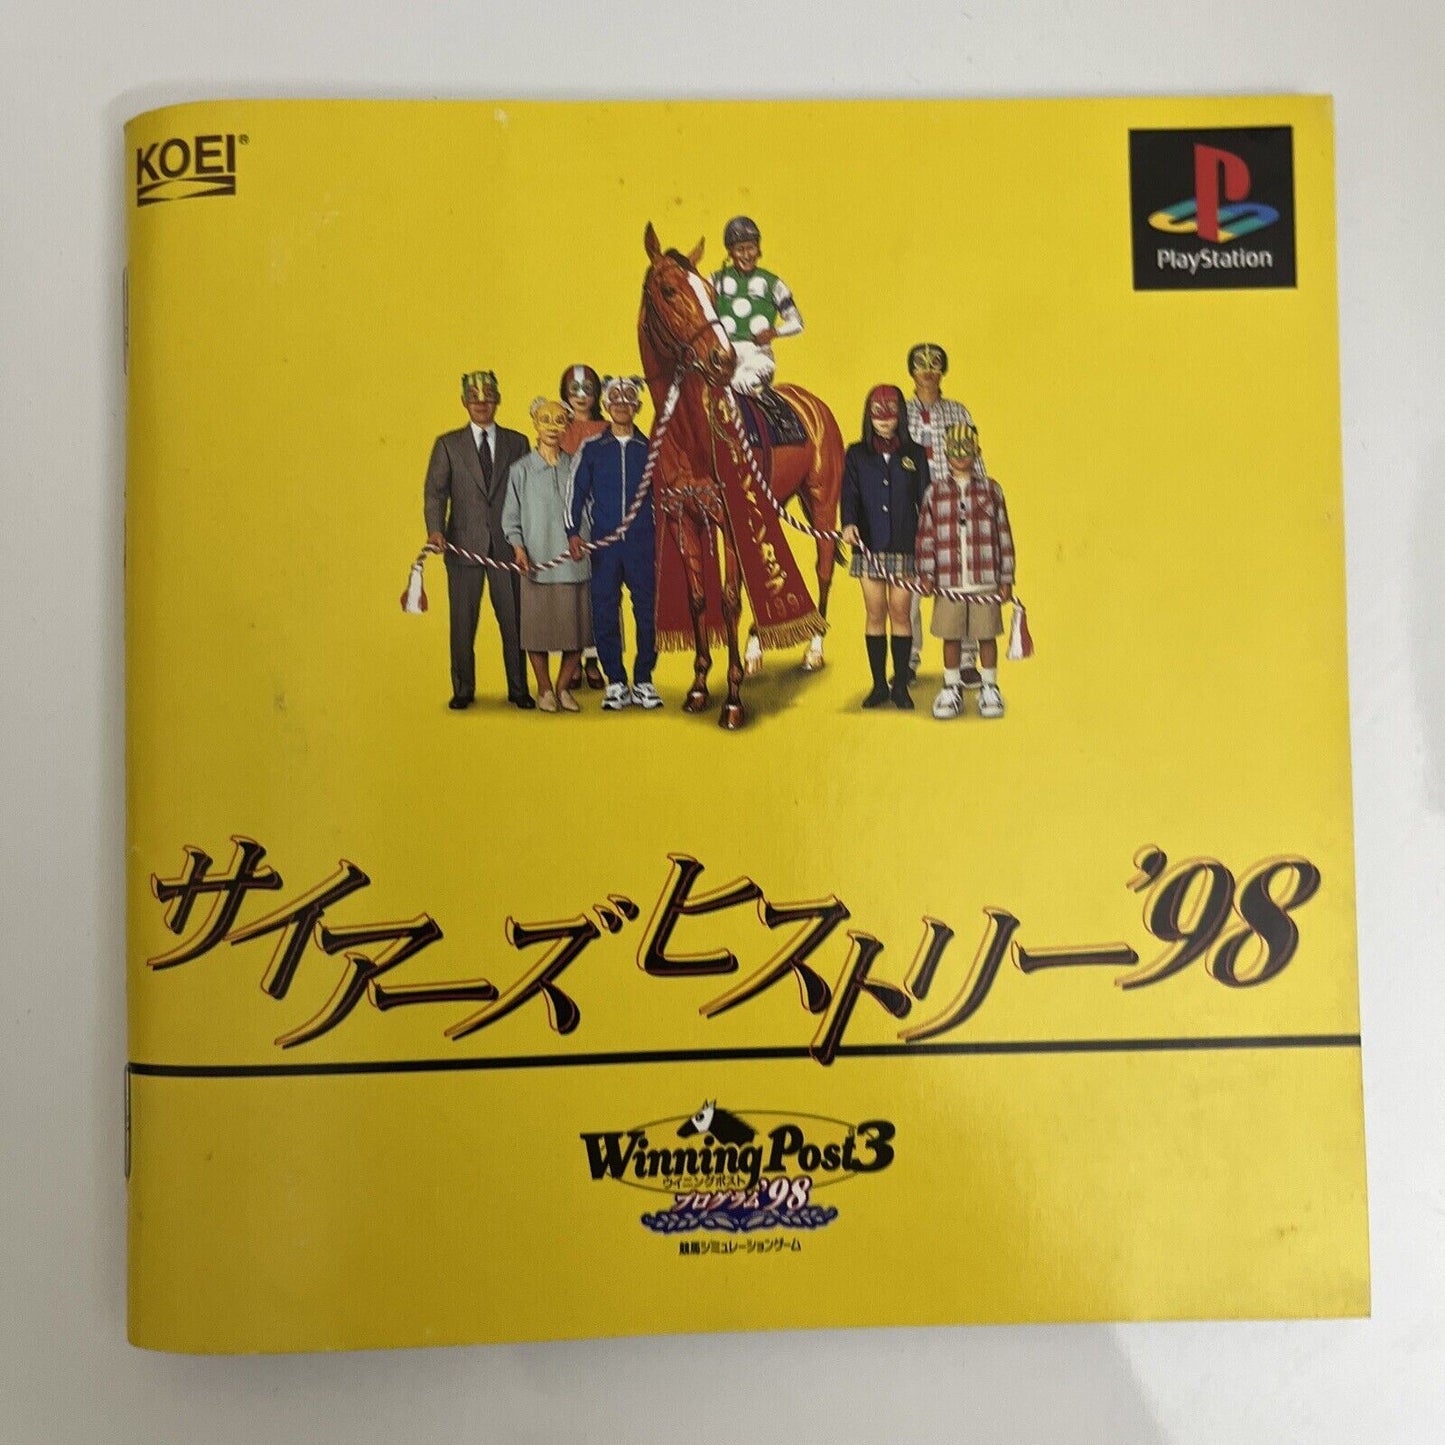 KOEI®
PlayStation
サイアーズヒストリー'98
Winning Post3
ウイニングポスト
プログラム'98
競馬シミュレーションゲーム